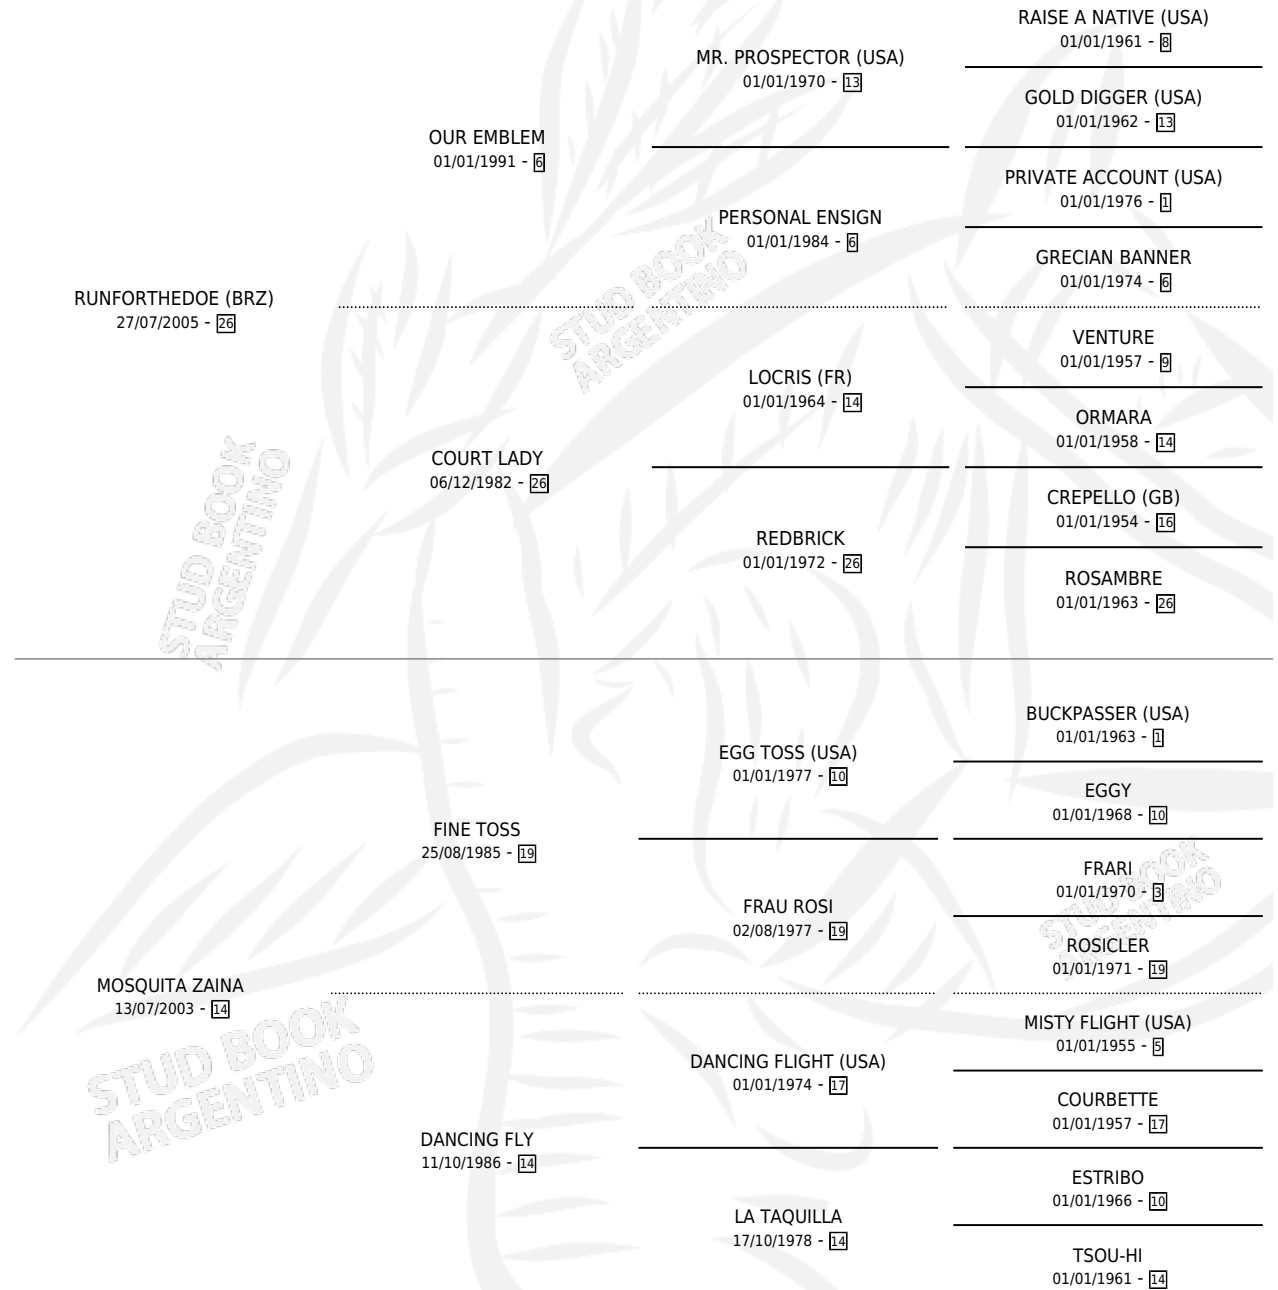 RAISE A NATIVE (USA)
01/01/1961 - 8
MR. PROSPECTOR (USA)
01/01/1970 - 13
GOLD DIGGER (USA)
01/01/1962 - 13
OUR EMBLEM
01/01/1991 - 6
PRIVATE ACCOUNT (USA)
01/01/1976 - 1
PERSONAL ENSIGN
01/01/1984 - 6
GRECIAN BANNER
01/01/1974 - 6
STUD BOOK
ARGENTINO
RUNFORTHEDOE (BRZ)
27/07/2005 - 26
VENTURE
01/01/1957 - 9
LOCRIS (FR)
01/01/1964 - 14
ORMARA
01/01/1958 - 14
COURT LADY
06/12/1982 - 26
CREPELLO (GB)
01/01/1954 - 16
REDBRICK
01/01/1972 - 26
ROSAMBRE
01/01/1963 - 26
STUD BOOK
ARGENTINO
BUCKPASSER (USA)
01/01/1963 - 1
EGG TOSS (USA)
01/01/1977 - 10
EGGY
01/01/1968 - 10
FINE TOSS
25/08/1985 - 19
FRARI
01/01/1970 - 3
FRAU ROSI
02/08/1977 - 19
ROSICLER
01/01/1971 - 19
STUD BOOK
ARGENTINO
MOSQUITA ZAINA
13/07/2003 - 14
MISTY FLIGHT (USA)
01/01/1955 - 5
DANCING FLIGHT (USA)
01/01/1974 - 17
COURBETTE
01/01/1957 - 17
STUD BOOK
ARGENTINO
DANCING FLY
11/10/1986 - 14
ESTRIBO
01/01/1966 - 10
LA TAQUILLA
17/10/1978 - 14
TSOU-HI
01/01/1961 - 14